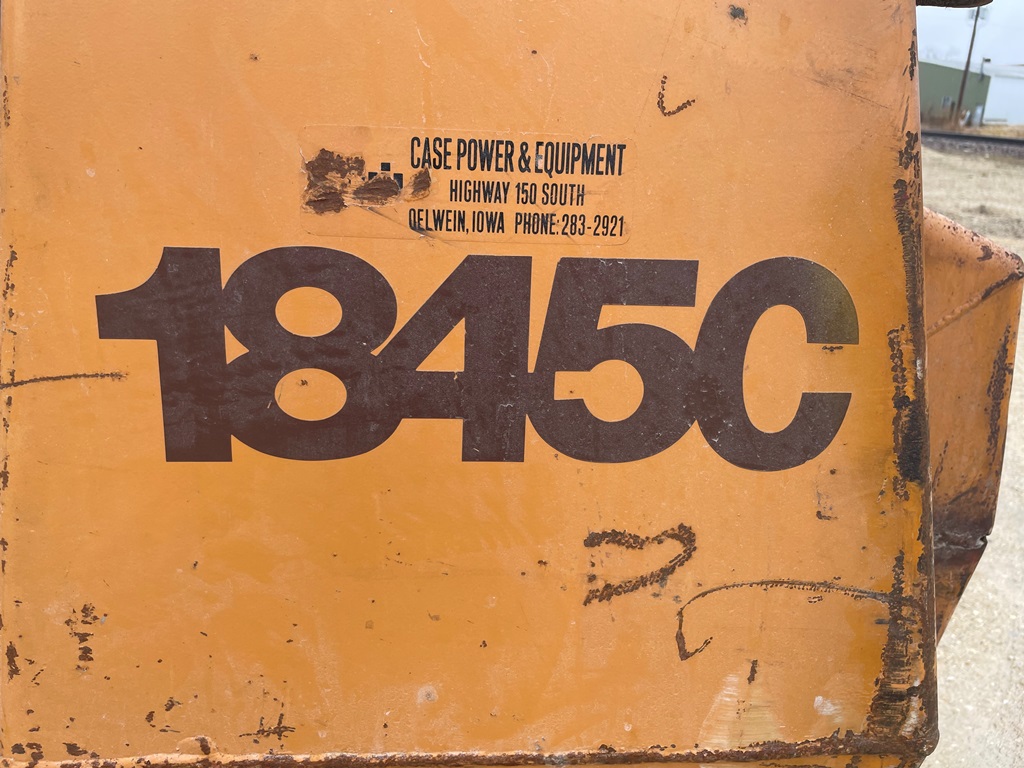 CASE POWER & EQUIPMENT
HIGHWAY 150 SOUTH
OELWEIN, IOWA PHONE: 283-2921
1845C